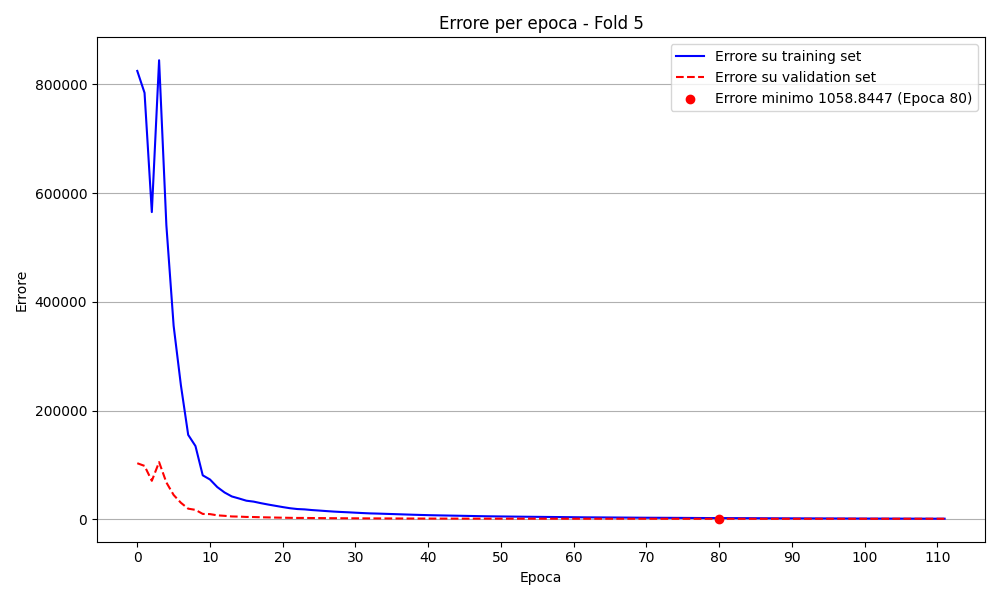 Errore per epoca - Fold 5
Errore su training set
Errore su validation set
Errore minimo 1058.8447 (Epoca 80)
Errore
800000
600000
400000
200000
0
0 10 20 30 40 50 60 70 80 90 100 110
Epoca